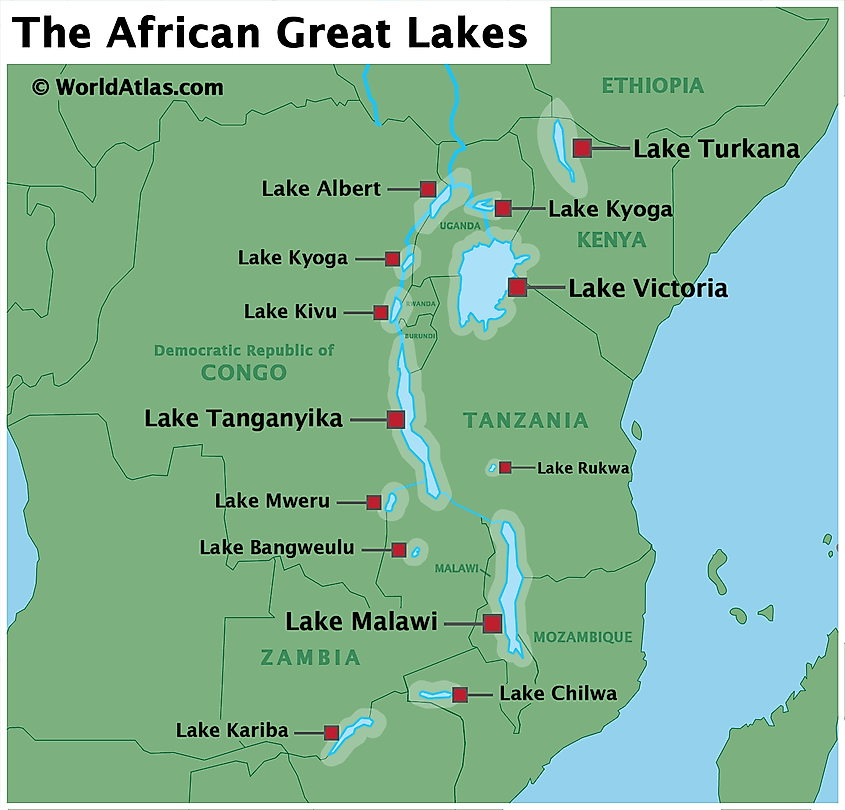 The African Great Lakes
© WorldAtlas.com
ETHIOPIA
Lake Turkana
Lake Albert
Lake Kyoga
UGANDA
KENYA
Lake Kyoga
Lake Victoria
RWANDA
Lake Kivu
BURUNDI
Democratic Republic of
CONGO
Lake Tanganyika
TANZANIA
Lake Rukwa
Lake Mweru
Lake Bangweulu
MALAWI
Lake Malawi
MOZAMBIQUE
ZAMBIA
Lake Chilwa
Lake Kariba